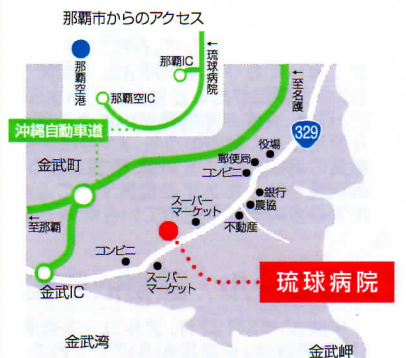 那覇市からのアクセス
那覇IC
←琉球病院
那覇空港
那覇空IC
沖縄自動車道
←至名護
329
役場
郵便局
コンビニ
金武町
銀行
農協
スーパー
マーケット
不動産
←至那覇
コンビニ
スーパー
マーケット
琉球病院
金武IC
金武湾
金武岬